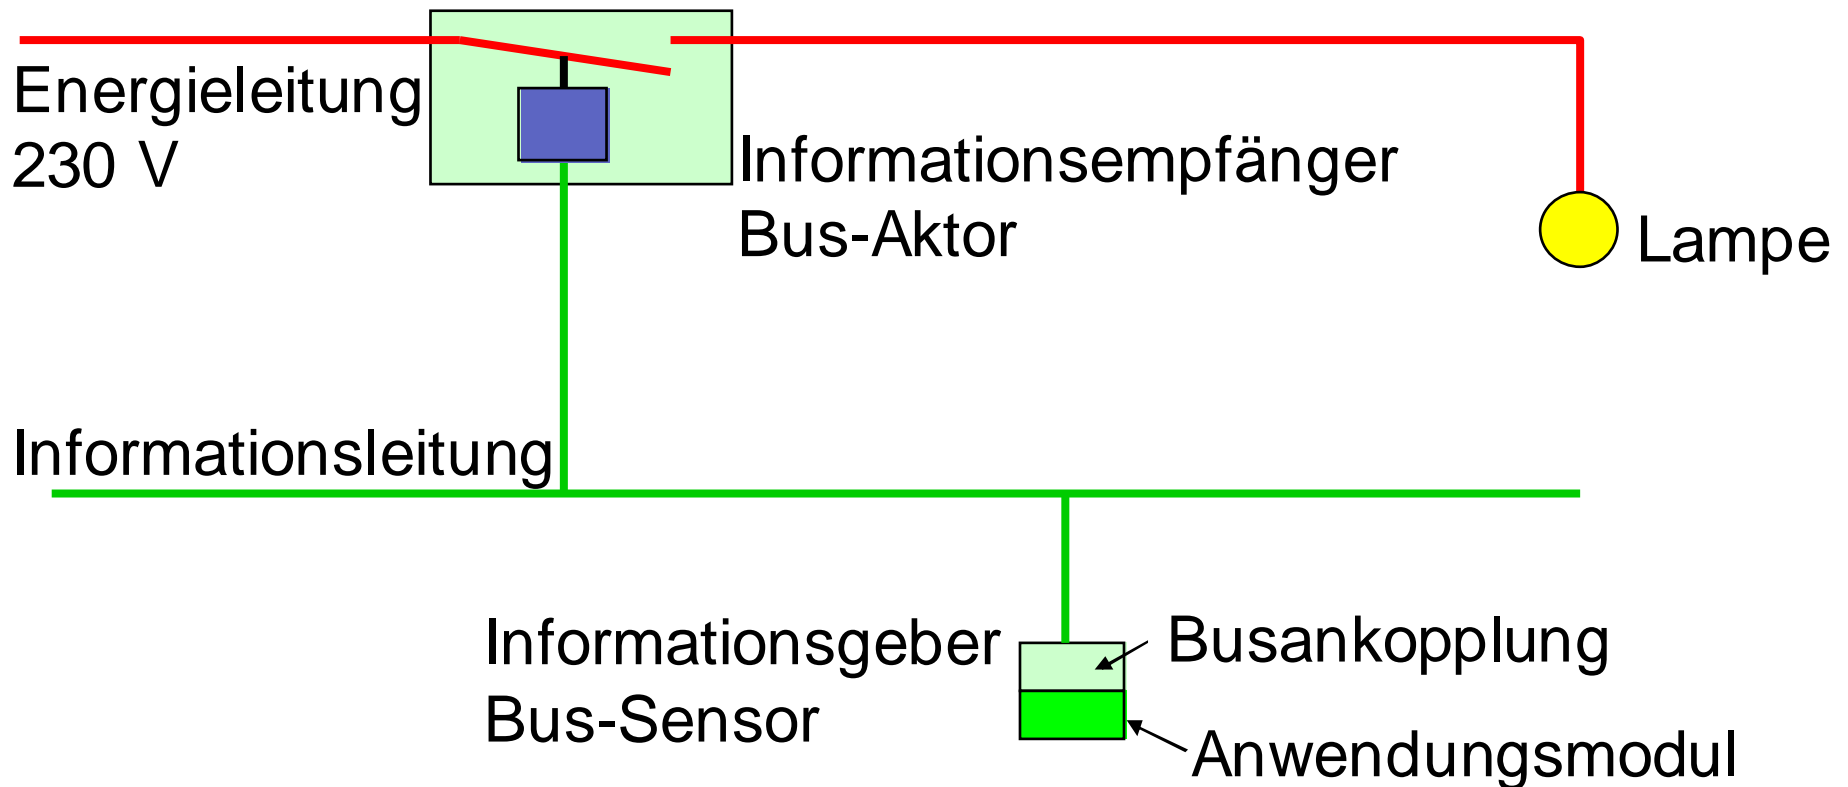 Energieleitung
230 V
Informationsempfänger
Bus-Aktor
Lampe
Informationsleitung
Informationsgeber
Bus-Sensor
Busankopplung
Anwendungsmodul